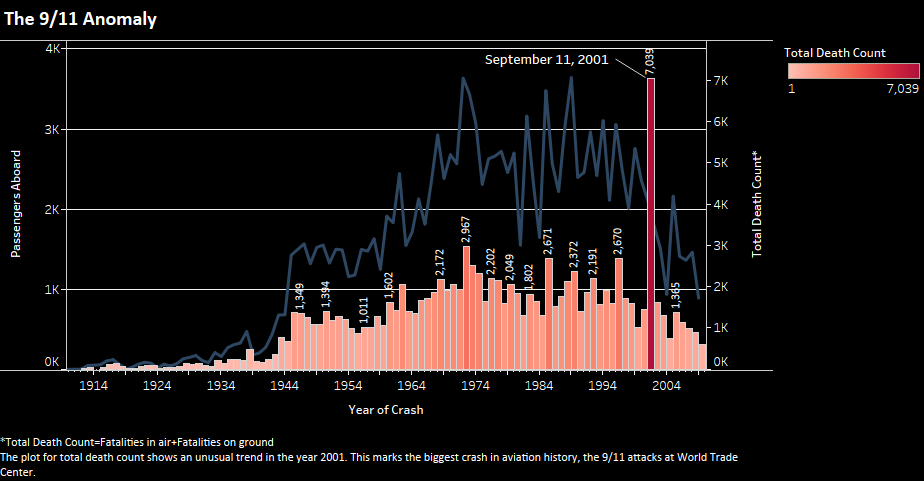 The 9/11 Anomaly
Total Death Count
1 7,039
September 11, 2001
7,039
4K
3K
2K
1K
0K
Passengers Aboard
7K
6K
5K
4K
3K
2K
1K
0K
Total Death Count*
1,349
1,394
1,011
1,602
2,172
2,967
2,202
2,049
1,802
2,671
2,372
2,191
2,670
1,365
1914 1924 1934 1944 1954 1964 1974 1984 1994 2004
Year of Crash
*Total Death Count=Fatalities in air+Fatalities on ground
The plot for total death count shows an unusual trend in the year 2001. This marks the biggest crash in aviation history, the 9/11 attacks at World Trade
Center.